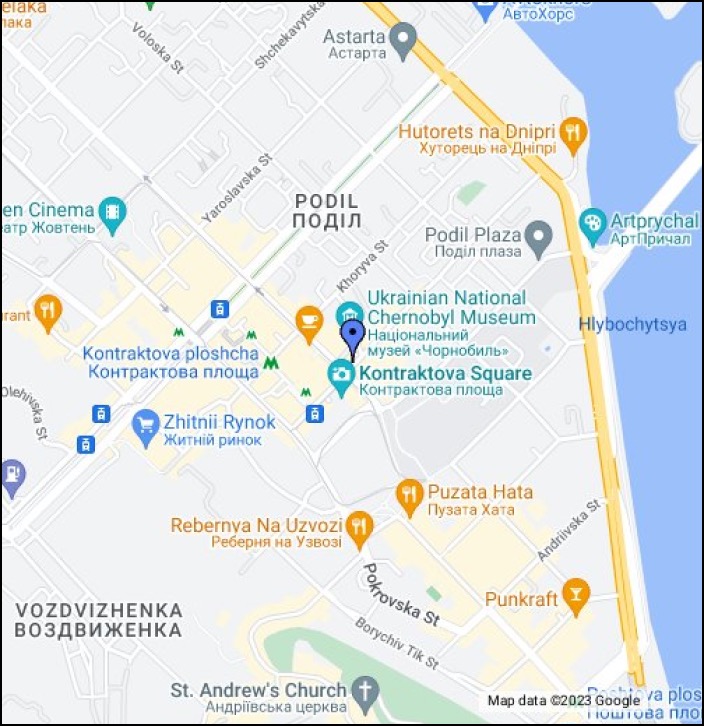 elaka
лака
Voloska St
Shchekavytska
АвтоХорс
Astarta
Астарта
Hutorets na Dnipri
Хуторець на Дніпрі
Yaroslavska St
PODIL
ПОДІЛ
en Cinema
атр Жовтень
Artprychal
АртПричал
Podil Plaza
Поділ плаза
Khoryva St
Ukrainian National
Chernobyl Museum
Національний
музей «Чорнобиль»
urant
Hlybochytsya
Kontraktova ploshcha
Контрактова площа
Kontraktova Square
Контрактова площа
Olehivska St
Zhitnii Rynok
Житній ринок
Puzata Hata
Пузата Хата
Rebernya Na Uzvozi
Реберня на Узвозі
Andriivska St
Pokrovska St
Punkraft
VOZDVIZHENKA
ВОЗДВИЖЕНКА
Borychiv Tik St
St. Andrew's Church
Андріївська церква
Map data ©2023 Google
Poshtova plos
Поштова пло